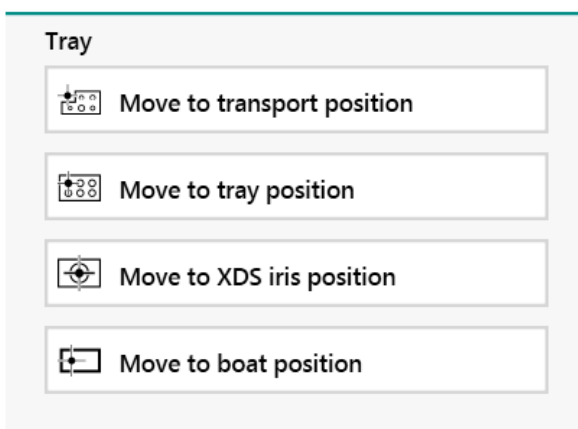 Tray
Move to transport position
Move to tray position
Move to XDS iris position
Move to boat position